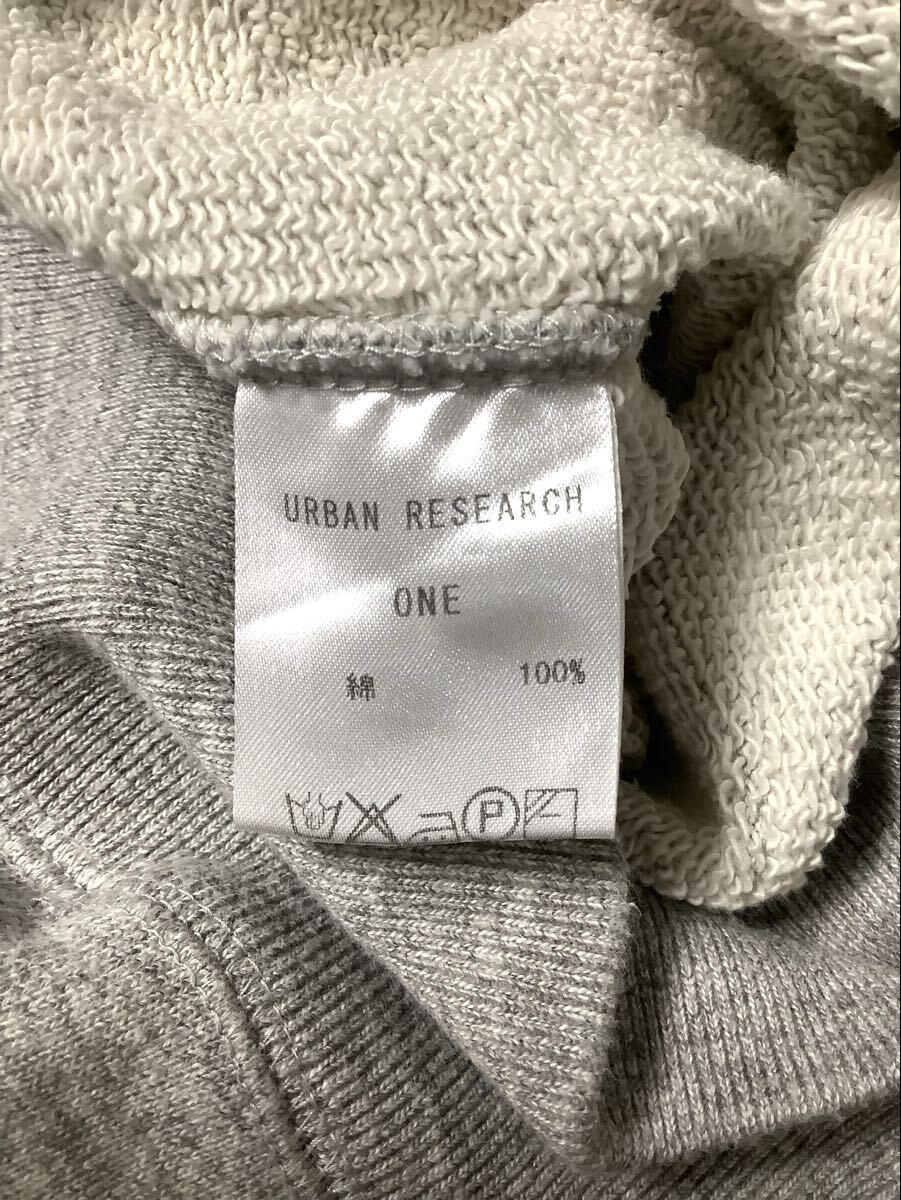 URBAN RESEARCH
ONE
綿 100%
P